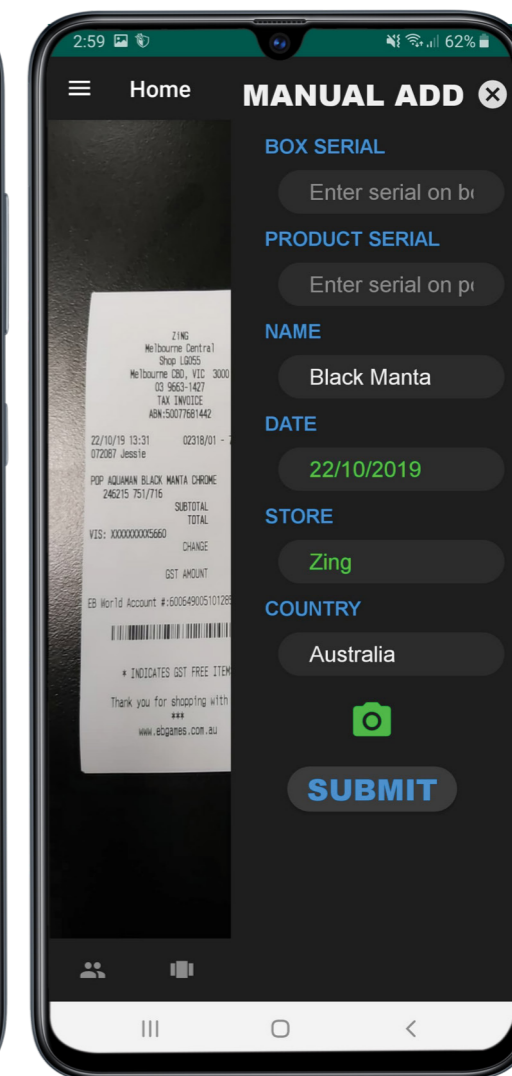 2:59
62%
Home
MANUAL ADD
BOX SERIAL
Enter serial on
PRODUCT SERIAL
Enter serial on
NAME
Black Manta
DATE
22/10/2019
STORE
Zing
COUNTRY
Australia
SUBMIT
ZING
Melbourne Central
Shop LG055
Melbourne CBD, VIC 3000
03 9663-1427
TAX INVOICE
ABN:50077681442
22/10/19 13:31 02318/01 -
072087 Jessie
POP AQUAMAN BLACK MANTA CHROME
246215 751/716
SUBTOTAL
TOTAL
VIS: XXXXXXXXXX5660
CHANGE
GST AMOUNT
EB World Account #:60064900510128
* INDICATES GST FREE ITEM
Thank you for shopping with
***
www.ebgames.com.au